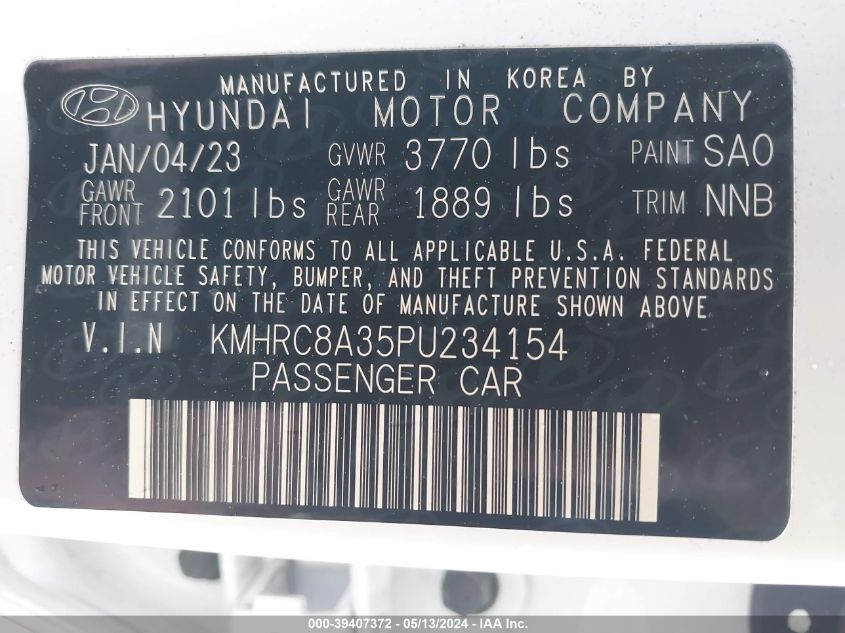 MANUFACTURED IN KOREA BY
HYUNDAI MOTOR COMPANY
JAN/04/23 GVWR 3770 lbs PAINT SAO
GAWR FRONT 2101 lbs GAWR REAR 1889 lbs TRIM NNB
THIS VEHICLE CONFORMS TO ALL APPLICABLE U.S.A. FEDERAL
MOTOR VEHICLE SAFETY, BUMPER, AND THEFT PREVENTION STANDARDS
IN EFFECT ON THE DATE OF MANUFACTURE SHOWN ABOVE
V.I.N KMHRC8A35PU234154
PASSENGER CAR
000-39407372 - 05/13/2024 - IAA Inc.